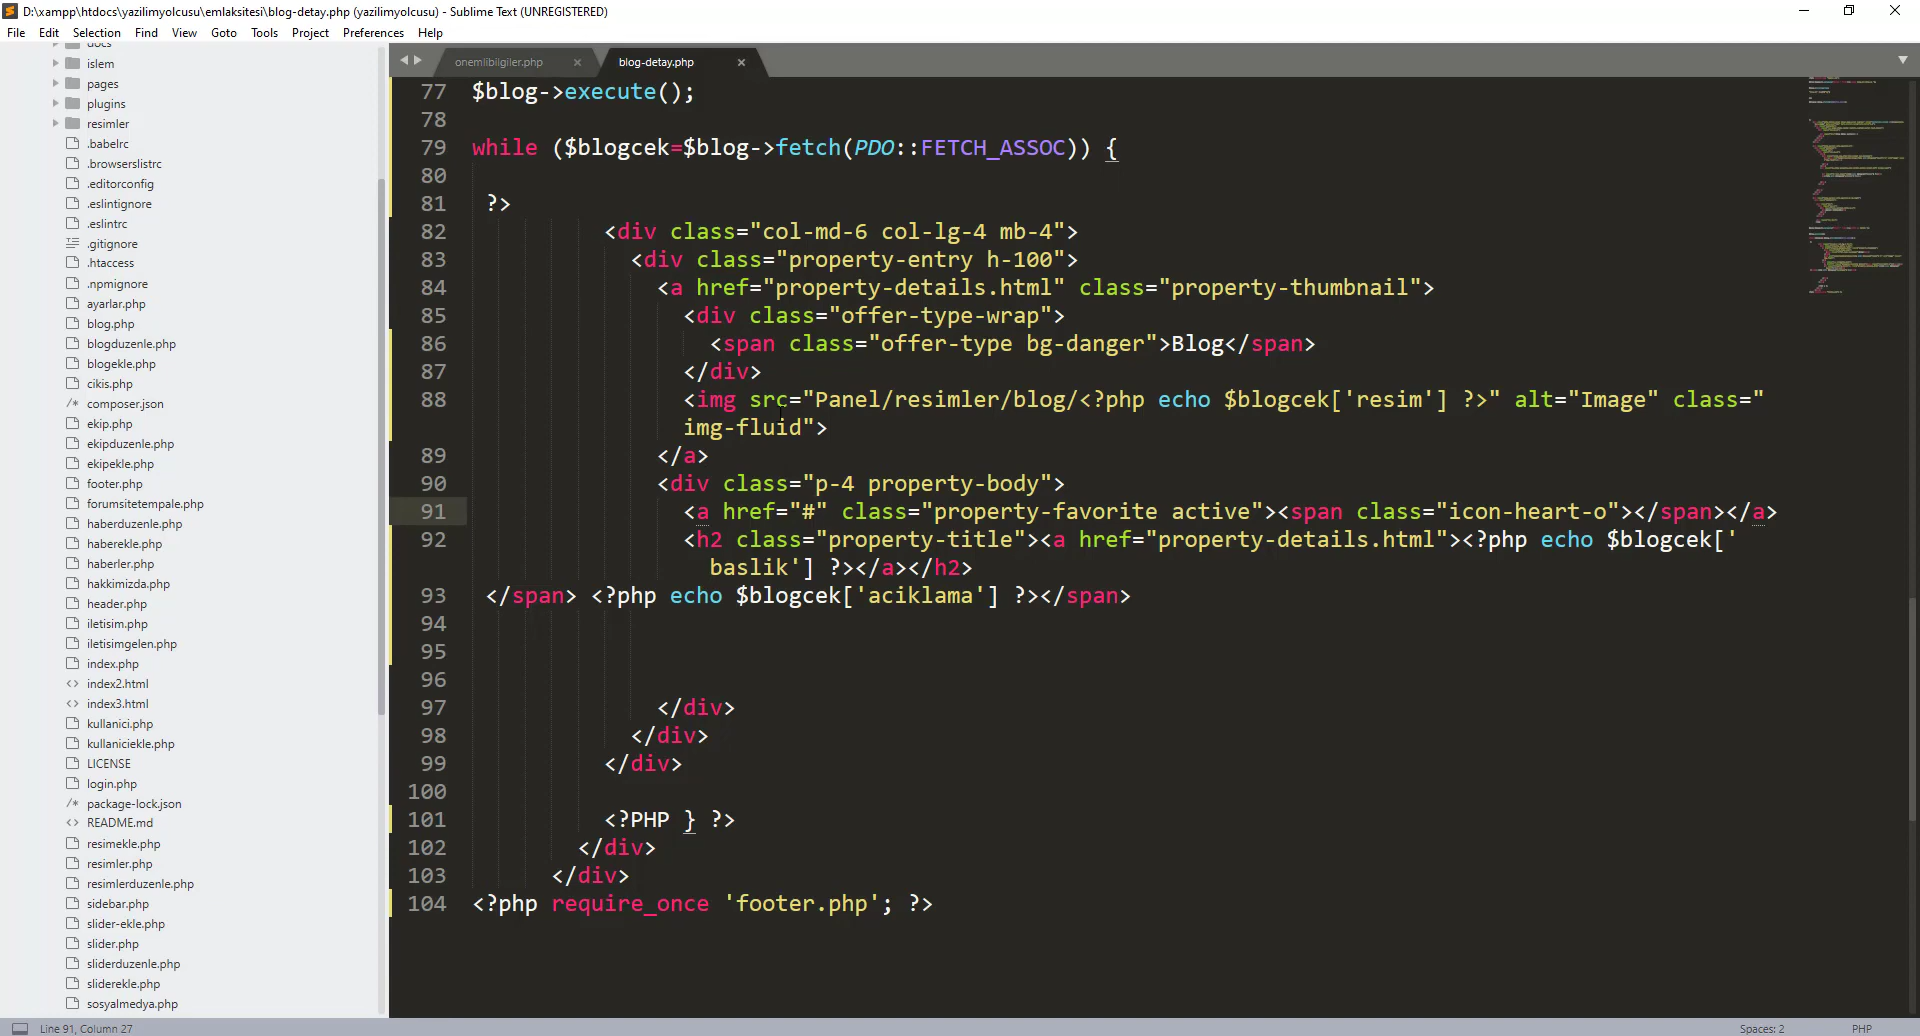 D:\xampp\htdocs\yazilimyolcusu\emlaksitesi\blog-detay.php (yazilimyolcusu) - Sublime Text (UNREGISTERED)
File Edit Selection Find View Goto Tools Project Preferences Help
docs
islem
pages
plugins
resimler
.babelrc
.browserslistrc
.editorconfig
.eslintignore
.eslintrc
.gitignore
.htaccess
.npmignore
ayarlar.php
blog.php
blogduzenle.php
blogekle.php
cikis.php
composer.json
ekip.php
ekipduzenle.php
ekipekle.php
footer.php
forumsitetempale.php
haberduzenle.php
haberekle.php
haberler.php
hakkimizda.php
header.php
iletisim.php
iletisimgelen.php
index.php
index2.html
index3.html
kullanici.php
kullaniciekle.php
LICENSE
login.php
package-lock.json
README.md
resimekle.php
resimler.php
resimlerduzenle.php
sidebar.php
slider-ekle.php
slider.php
sliderduzenle.php
sliderekle.php
sosyalmedya.php
onemlibilgiler.php × blog-detay.php ×
77 $blog->execute();
78
79 while ($blogcek=$blog->fetch(PDO::FETCH_ASSOC)) {
80
81 ?>
82 <div class="col-md-6 col-lg-4 mb-4">
83 <div class="property-entry h-100">
84 <a href="property-details.html" class="property-thumbnail">
85 <div class="offer-type-wrap">
86 <span class="offer-type bg-danger">Blog</span>
87 </div>
88 <img src="Panel/resimler/blog/<?php echo $blogcek['resim'] ?>" alt="Image" class="
img-fluid">
89 </a>
90 <div class="p-4 property-body">
91 <a href="#" class="property-favorite active"><span class="icon-heart-o"></span></a>
92 <h2 class="property-title"><a href="property-details.html"><?php echo $blogcek['
baslik'] ?></a></h2>
93 </span> <?php echo $blogcek['aciklama'] ?></span>
94
95
96
97 </div>
98 </div>
99 </div>
100
101 <?PHP } ?>
102 </div>
103 </div>
104 <?php require_once 'footer.php'; ?>
Line 91, Column 27 Spaces: 2 PHP